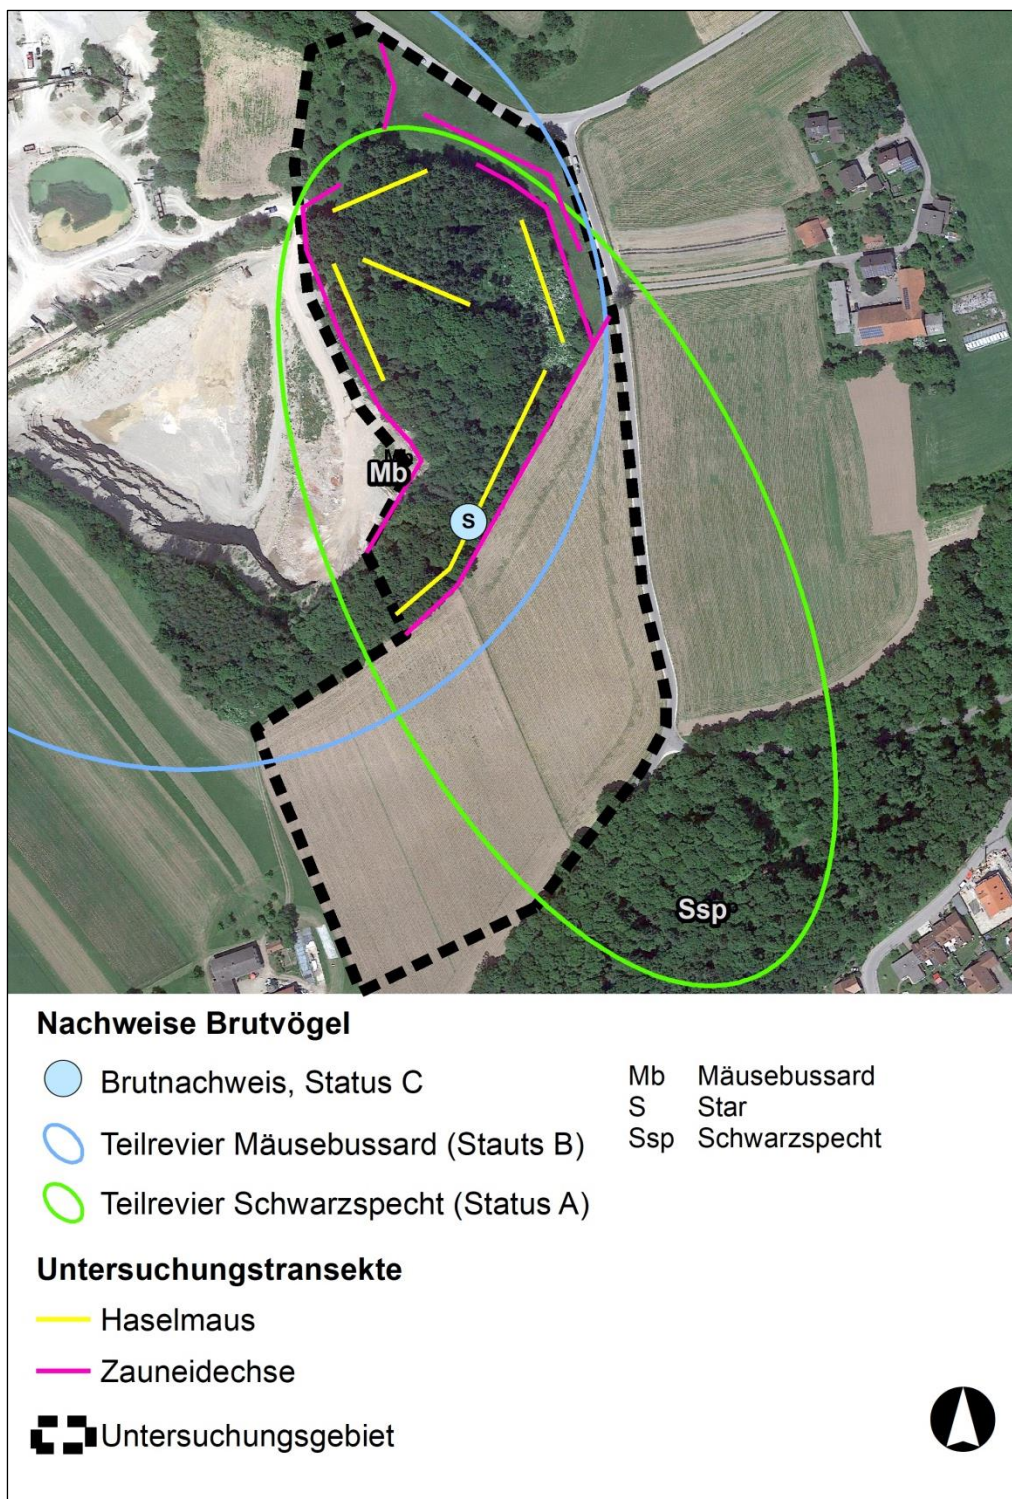 Mb
S
Ssp
Nachweise Brutvögel
Brutnachweis, Status C
Teilrevier Mäusebussard (Stauts B)
Teilrevier Schwarzspecht (Status A)
Mb Mäusebussard
S Star
Ssp Schwarzspecht
Untersuchungstransekte
Haselmaus
Zauneidechse
Untersuchungsgebiet